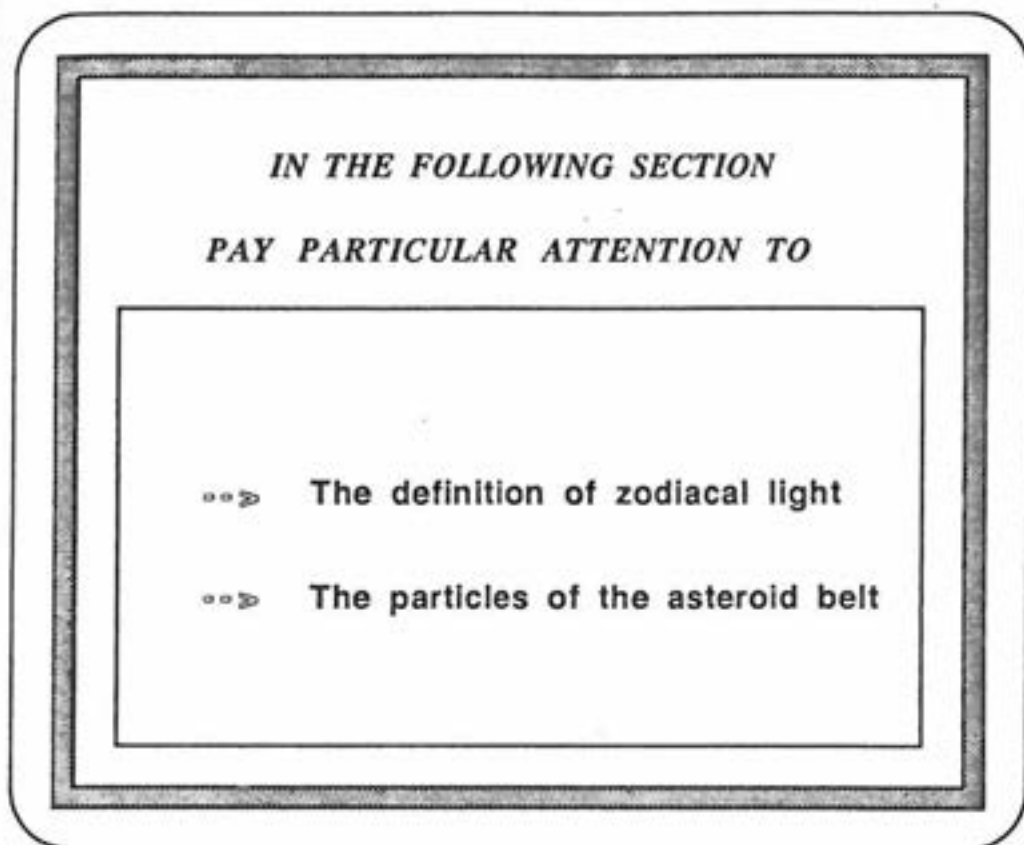 IN THE FOLLOWING SECTION
PAY PARTICULAR ATTENTION TO
The definition of zodiacal light
The particles of the asteroid belt